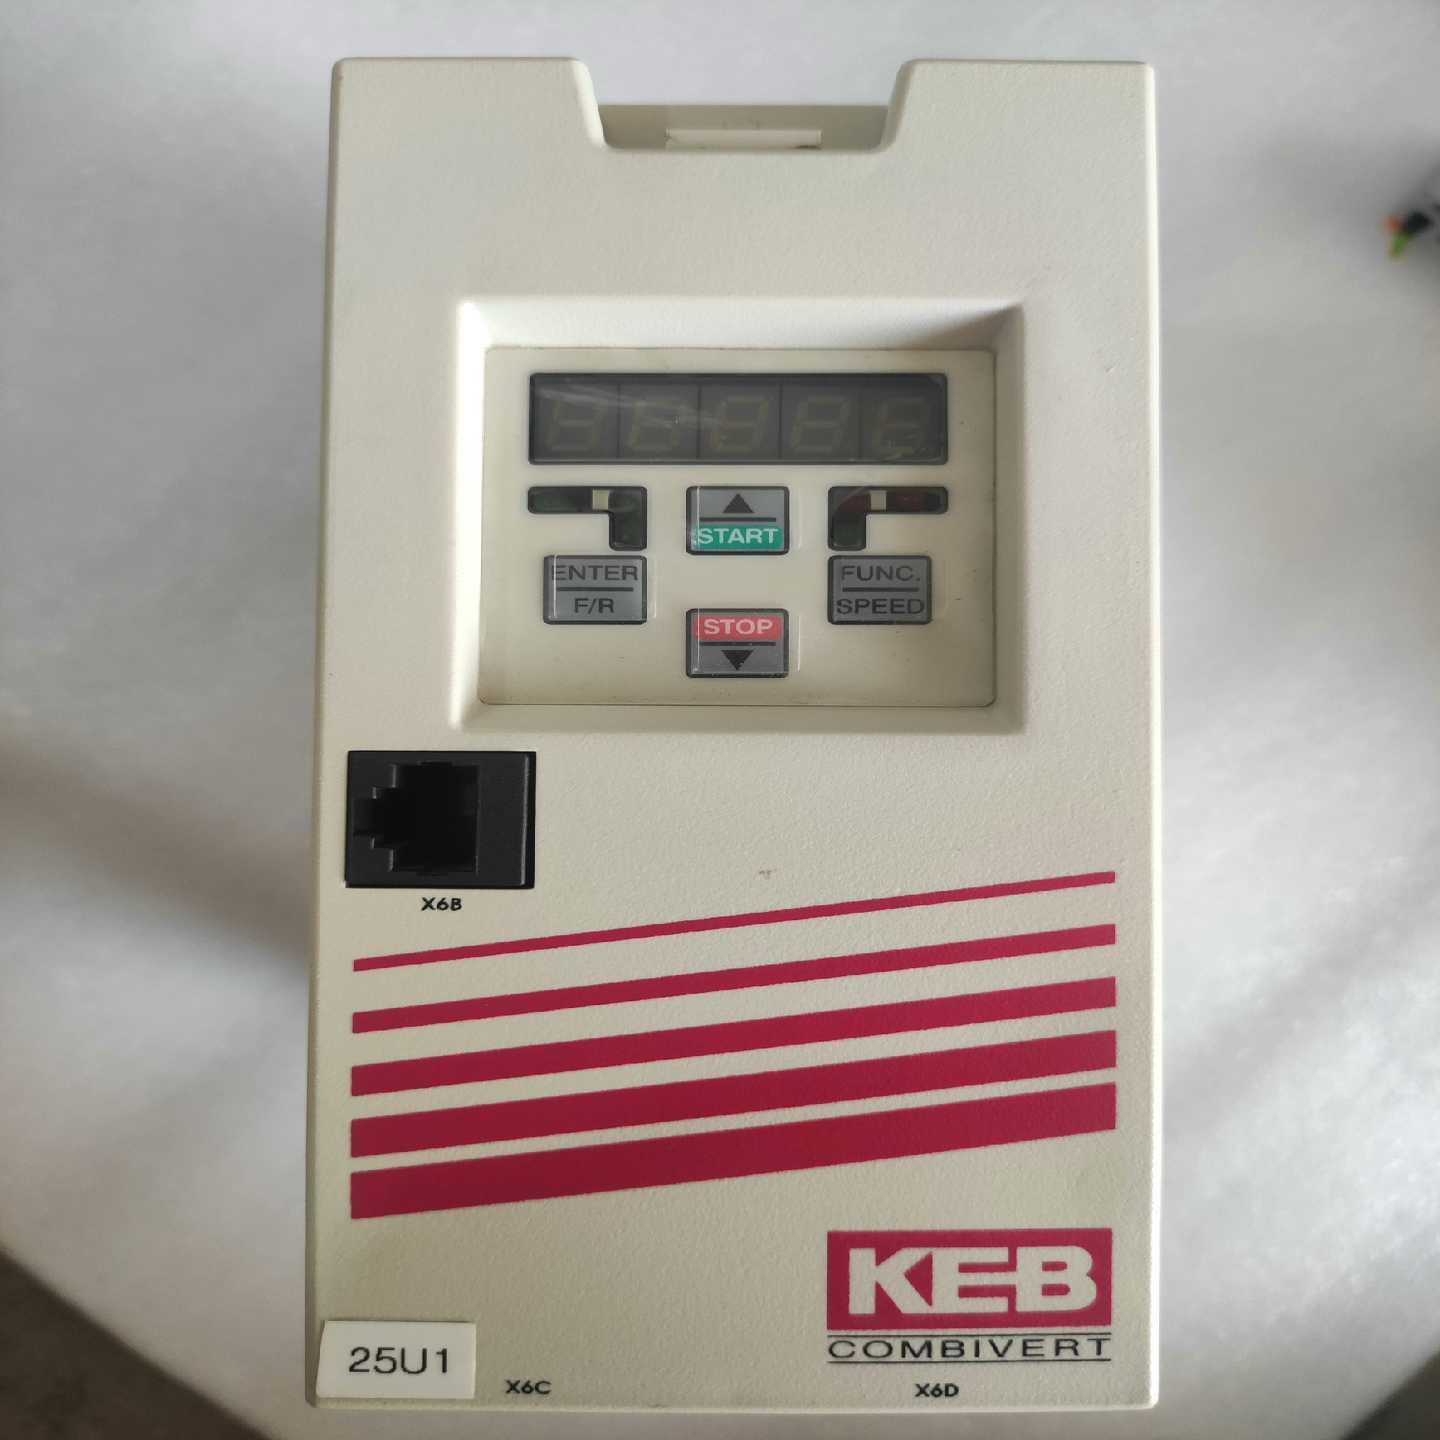 START
ENTER
F/R
FUNC.
SPEED
STOP
X6B
KEB
COMBIVERT
25U1
X6C
X6D